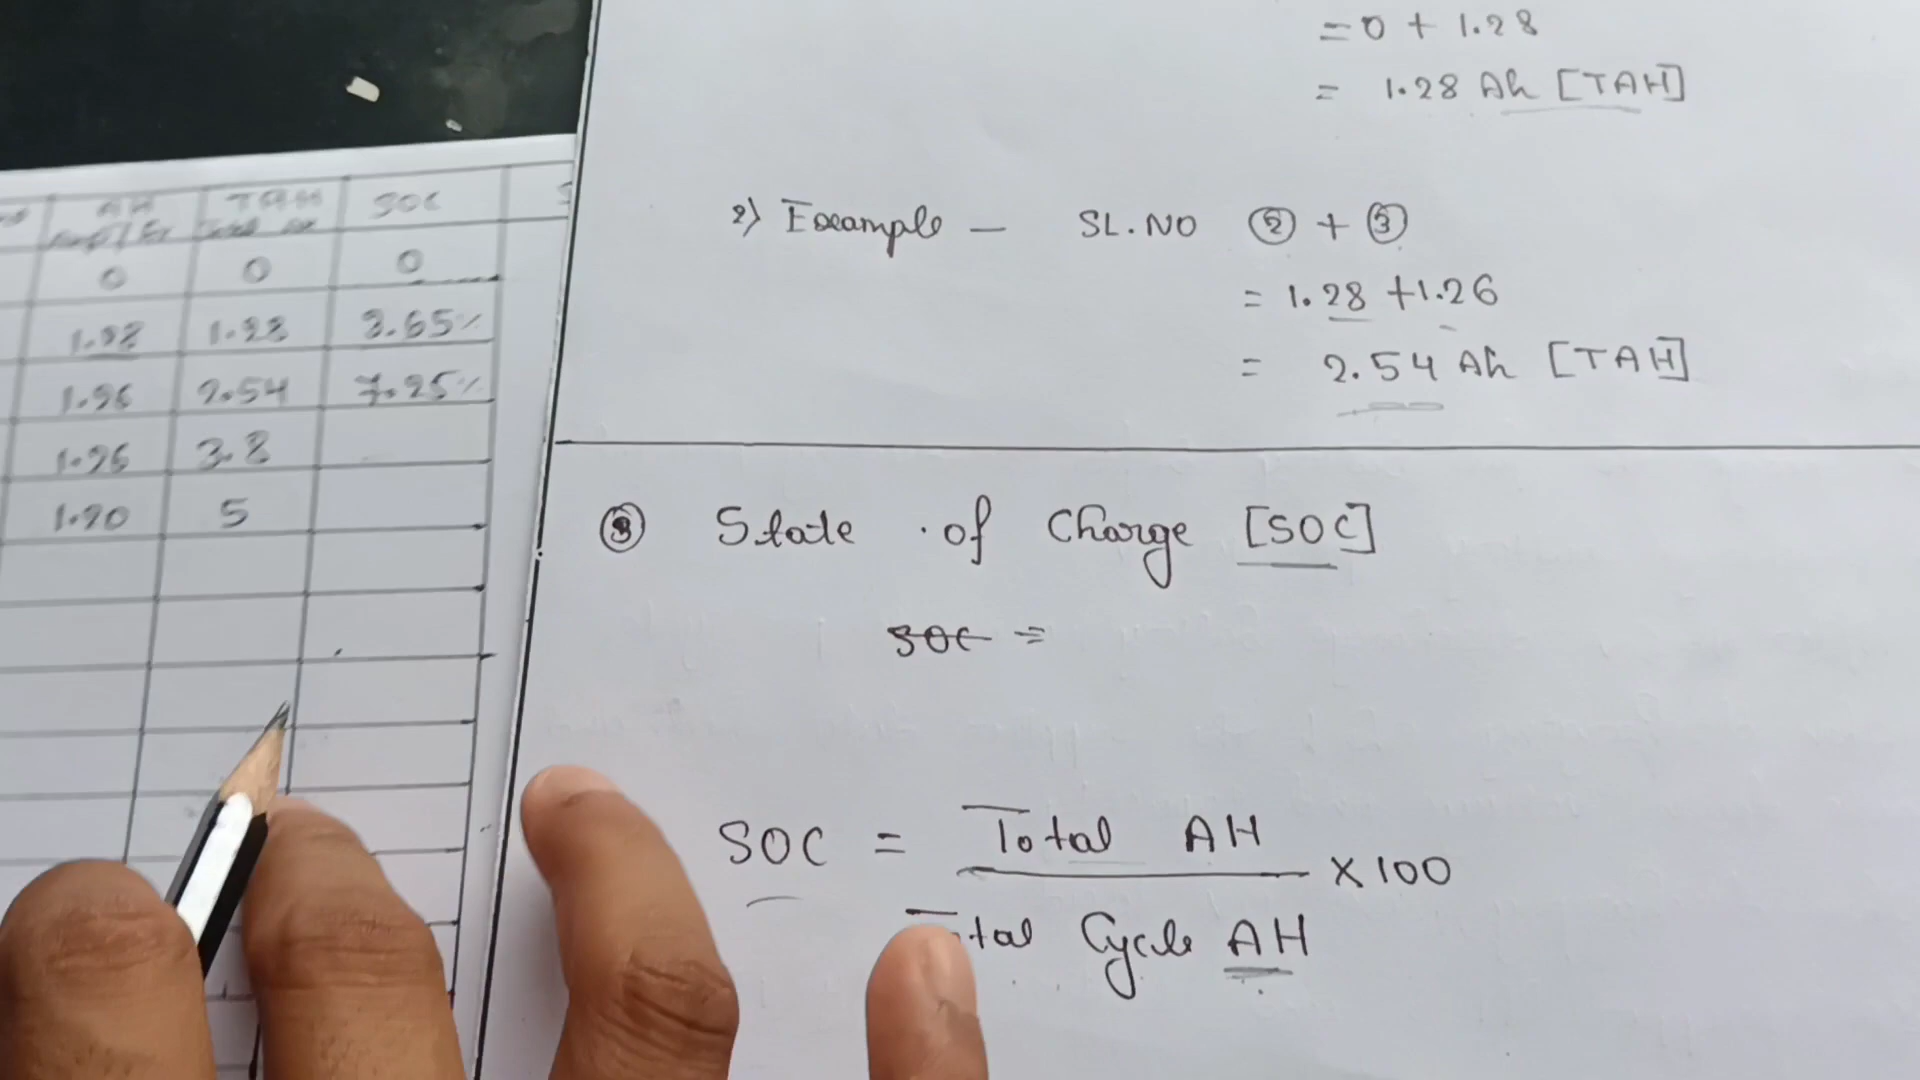 AH TAH SOC
0 0 0
1.28 1.28 3.65%
1.26 2.54 7.25%
1.26 3.8
1.20 5
= 0 + 1.28
= 1.28 Ah [TAH]
2) Example — SL.NO ② + ③
= 1.28 + 1.26
= 2.54 Ah [TAH]
③ State of Charge [SOC]
SOC =
SOC = Total AH × 100
Cycle AH